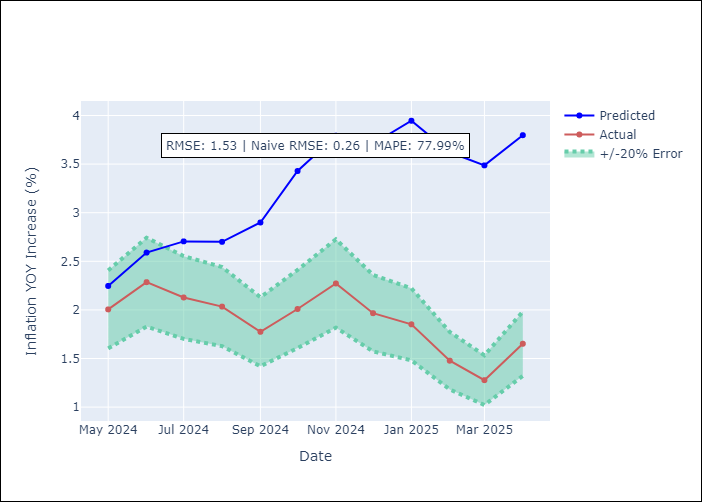 RMSE: 1.53 | Naive RMSE: 0.26 | MAPE: 77.99%
Predicted
Actual
+/-20% Error
Inflation YOY Increase (%)
4
3.5
3
2.5
2
1.5
1
May 2024
Jul 2024
Sep 2024
Nov 2024
Jan 2025
Mar 2025
Date